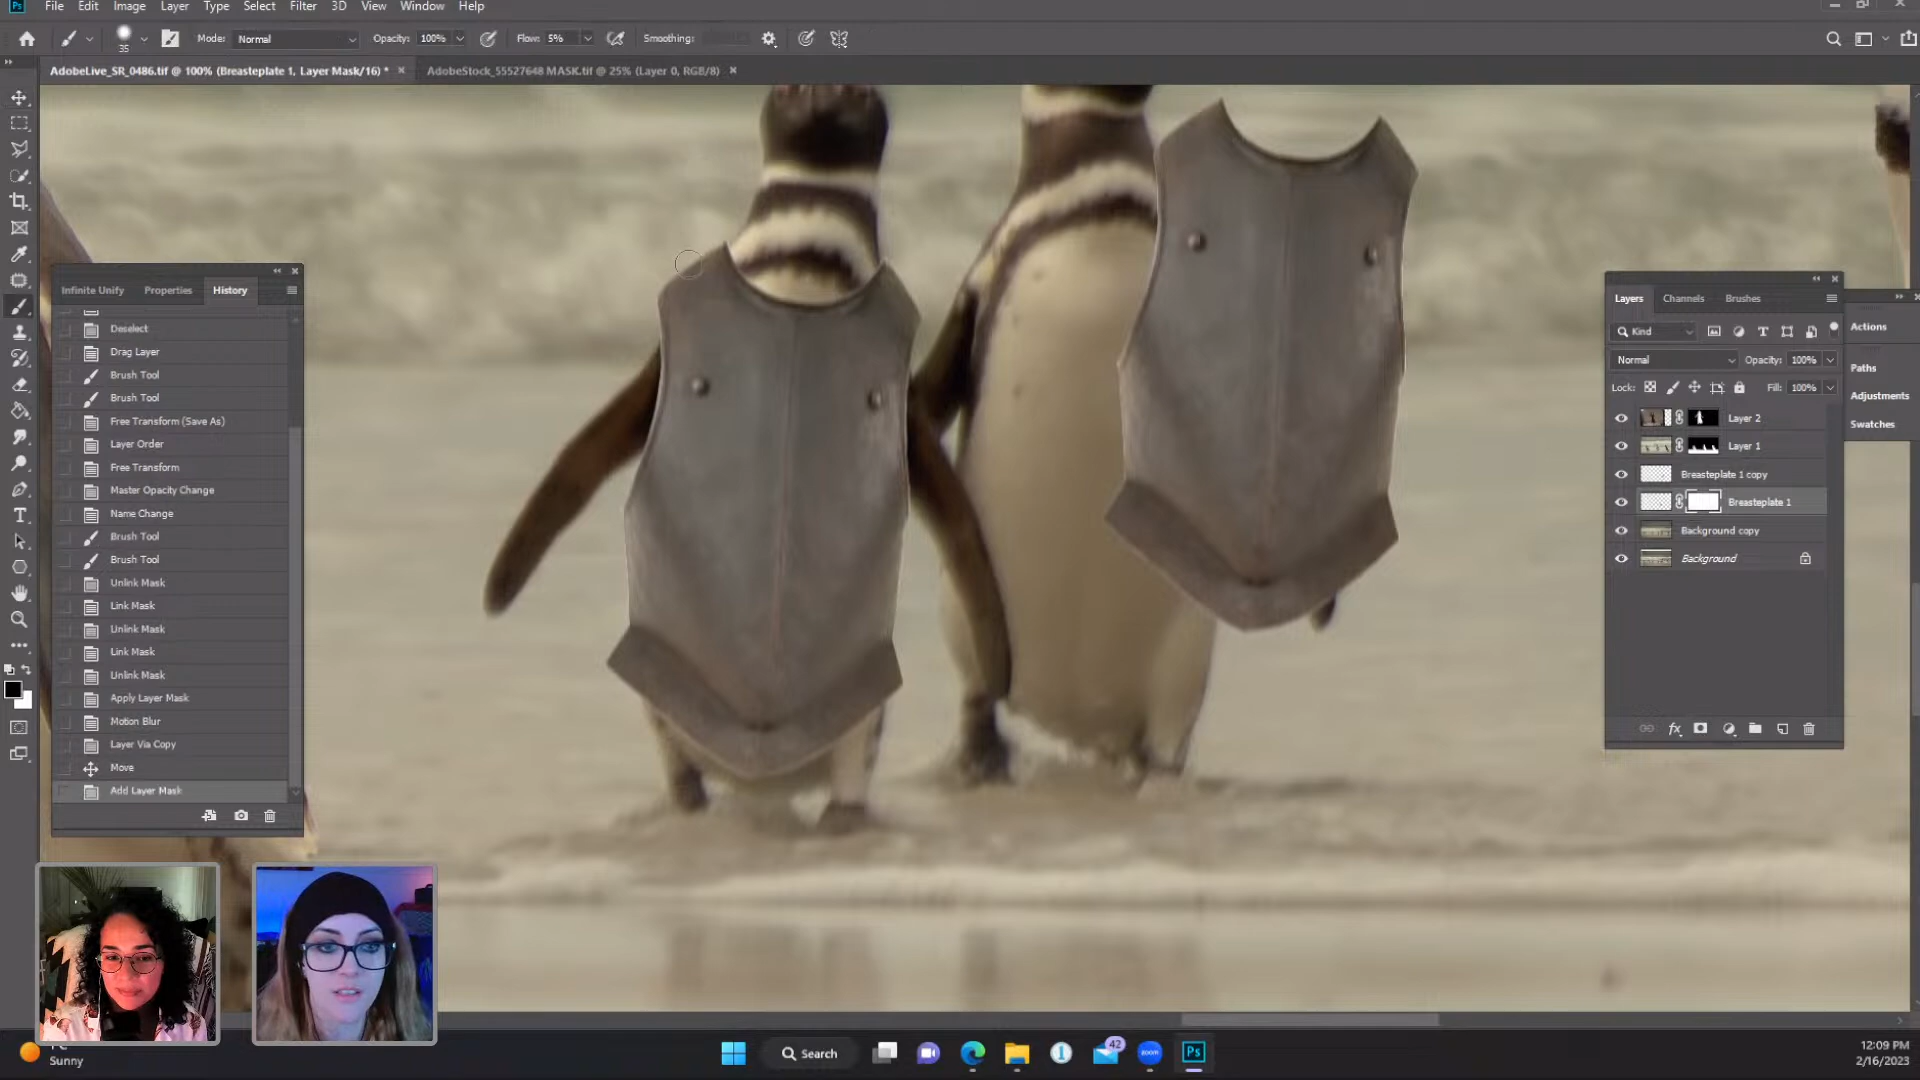 Ps File Edit Image Layer Type Select Filter 3D View Window Help
35 Mode: Normal Opacity: 100% Flow: 5% Smoothing:
AdobeLive_SR_0486.tif @ 100% (Breasteplate 1, Layer Mask/16) * × AdobeStock_55527648 MASK.tif @ 25% (Layer 0, RGB/8) ×
Infinite Unify Properties History
Deselect
Drag Layer
Brush Tool
Brush Tool
Free Transform (Save As)
Layer Order
Free Transform
Master Opacity Change
Name Change
Brush Tool
Brush Tool
Unlink Mask
Link Mask
Unlink Mask
Link Mask
Unlink Mask
Apply Layer Mask
Motion Blur
Layer Via Copy
Move
Add Layer Mask
Layers Channels Brushes
Kind
Normal Opacity: 100%
Lock: Fill: 100%
Layer 2
Layer 1
Breasteplate 1 copy
Breasteplate 1
Background copy
Background
fx
Actions
Paths
Adjustments
Swatches
Sunny
Search
42
zoom
Ps
12:09 PM
2/16/2023